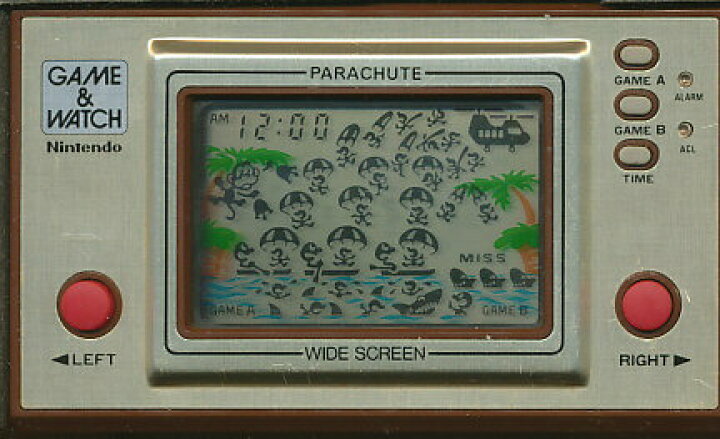 GAME
&
WATCH
Nintendo
PARACHUTE
AM 12:00
MISS
GAME A
GAME B
WIDE SCREEN
◄LEFT
GAME A
ALARM
GAME B
ACL
TIME
RIGHT►